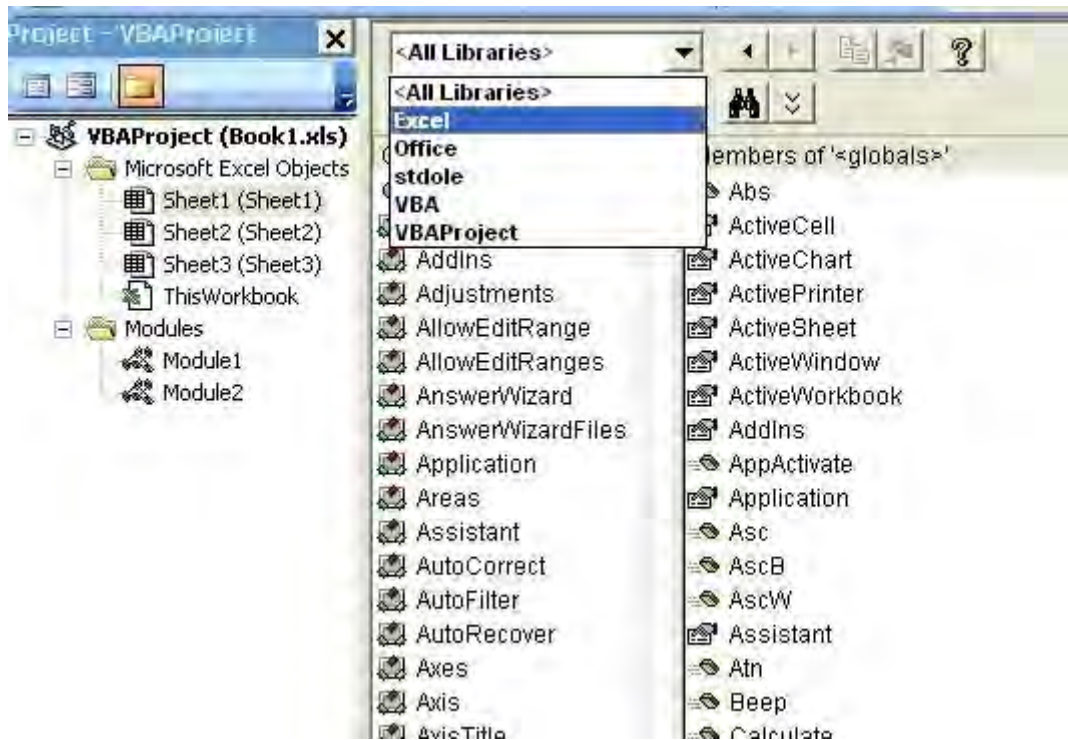 Project - VBAProject
VBAProject (Book1.xls)
Microsoft Excel Objects
Sheet1 (Sheet1)
Sheet2 (Sheet2)
Sheet3 (Sheet3)
ThisWorkbook
Modules
Module1
Module2
<All Libraries>
<All Libraries>
Excel
Office
stdole
VBA
VBAProject
AddIns
Adjustments
AllowEditRange
AllowEditRanges
AnswerWizard
AnswerWizardFiles
Application
Areas
Assistant
AutoCorrect
AutoFilter
AutoRecover
Axes
Axis
AxisTitle
embers of '<globals>'
Abs
ActiveCell
ActiveChart
ActivePrinter
ActiveSheet
ActiveWindow
ActiveWorkbook
AddIns
AppActivate
Application
Asc
AscB
AscW
Assistant
Atn
Beep
Calculate